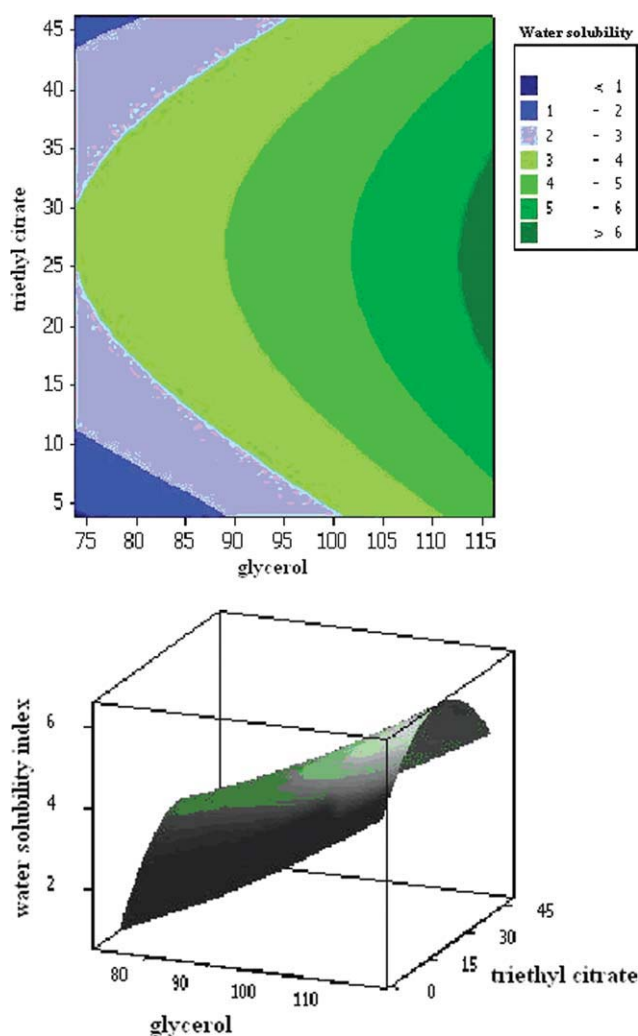 Water solubility
< 1
1 - 2
2 - 3
3 - 4
4 - 5
5 - 6
> 6
triethyl citrate
45
40
35
30
25
20
15
10
5
75 80 85 90 95 100 105 110 115
glycerol
water solubility index
6
4
2
80 90 100 110
glycerol
0 15 30 45
triethyl citrate